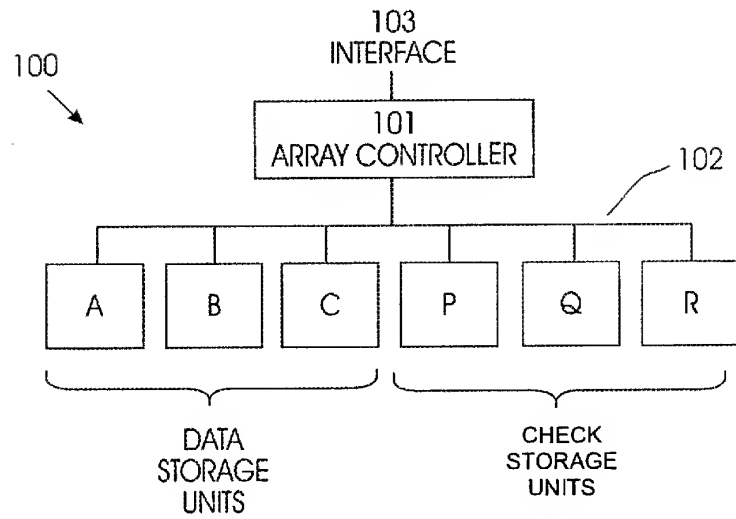 103
INTERFACE
100
101
ARRAY CONTROLLER
102
A B C P Q R
DATA
STORAGE
UNITS
CHECK
STORAGE
UNITS